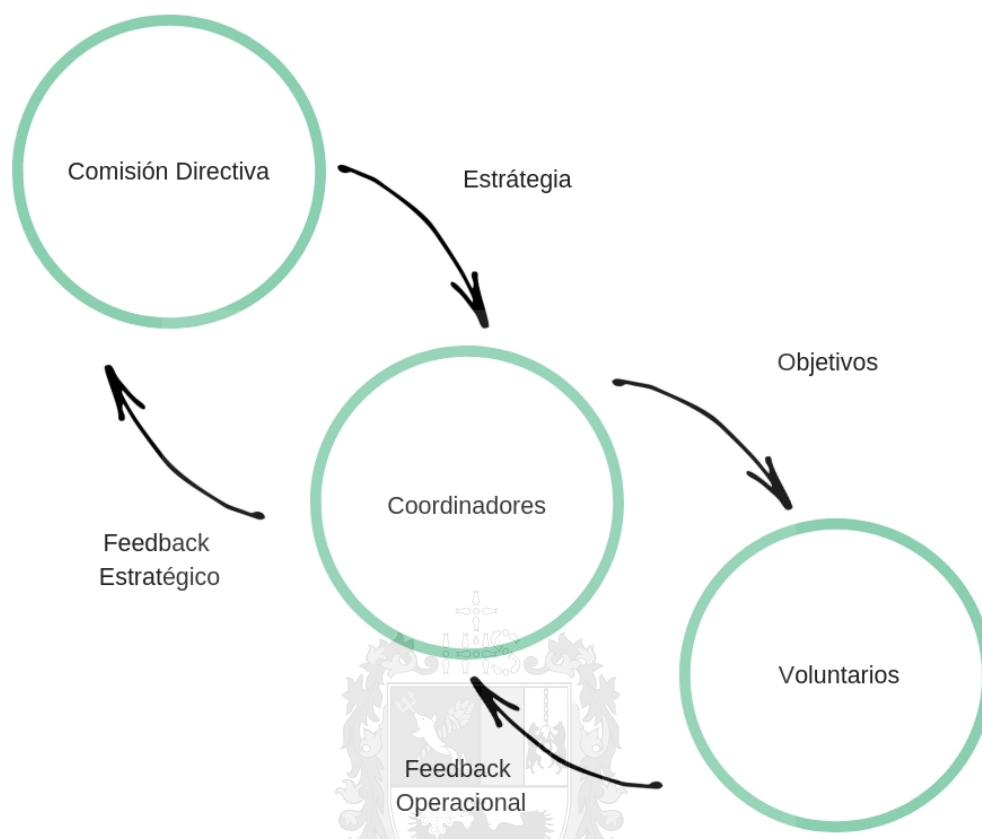 Comisión Directiva
Estrátegia
Objetivos
Coordinadores
Feedback
Estratégico
Voluntarios
Feedback
Operacional